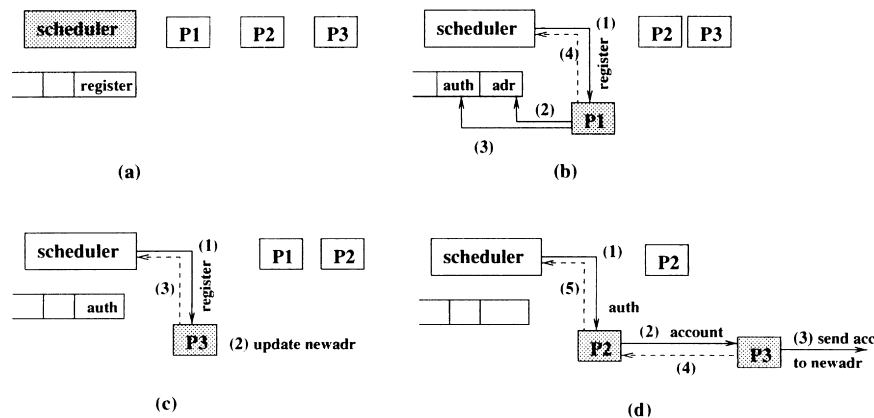 scheduler P1 P2 P3
register
(a)
scheduler (1) P2 P3
(4) register
auth adr
(2) P1
(3)
(b)
scheduler (1) P1 P2
(3) register
auth
P3 (2) update newadr
(c)
scheduler (1) P2
(5)
auth
P2 (2) account P3 (3) send acc
(4) to newadr
(d)